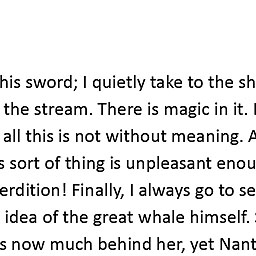 his sword; I quietly take to the sh
the stream. There is magic in it.
all this is not without meaning.
s sort of thing is unpleasant enou
erdition! Finally, I always go to se
idea of the great whale himself.
s now much behind her, yet Nant